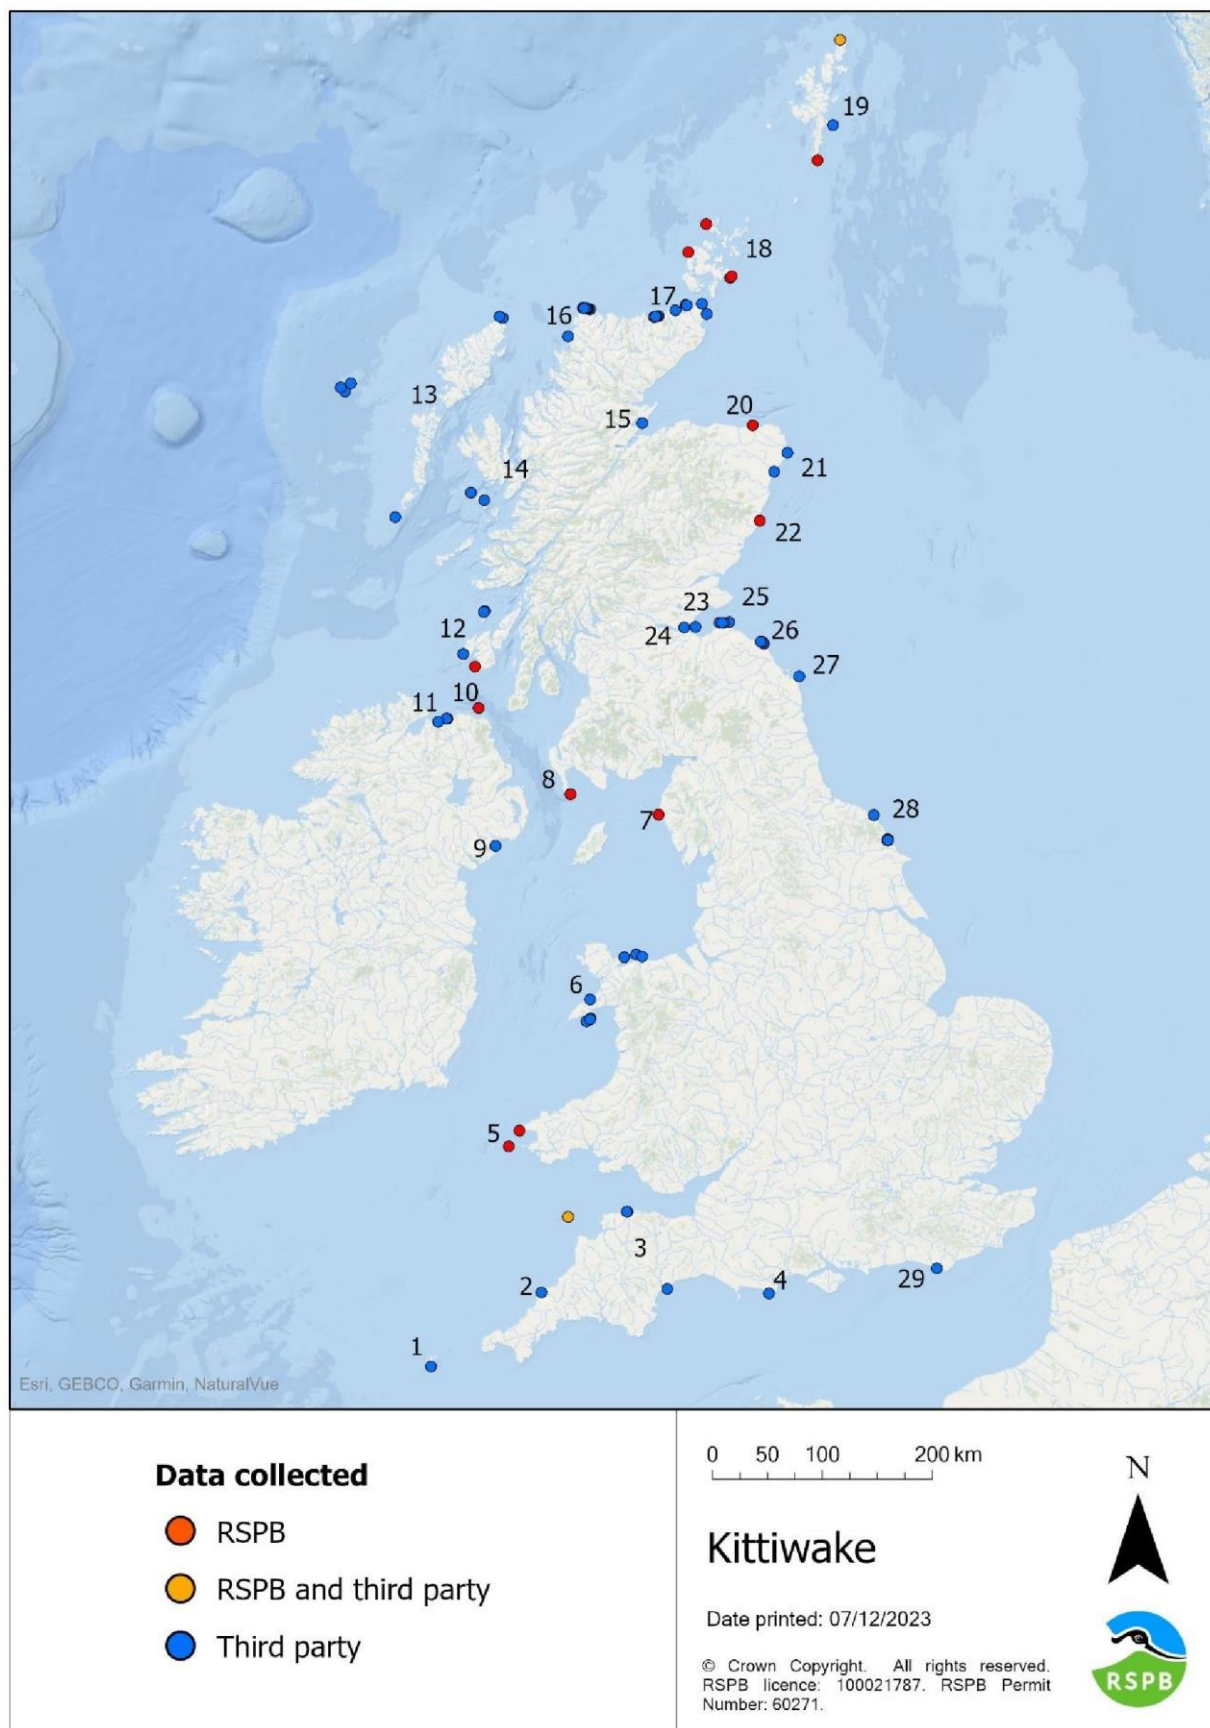 19
18
17
16
13
20
15
14
21
22
23
25
24
26
12
27
10
11
8
28
7
9
6
5
3
2
4
29
1
Esri, GEBCO, Garmin, NaturalVue
Data collected
RSPB
RSPB and third party
Third party
0 50 100 200 km
N
Kittiwake
Date printed: 07/12/2023
© Crown Copyright. All rights reserved.
RSPB licence: 100021787. RSPB Permit
Number: 60271.
RSPB